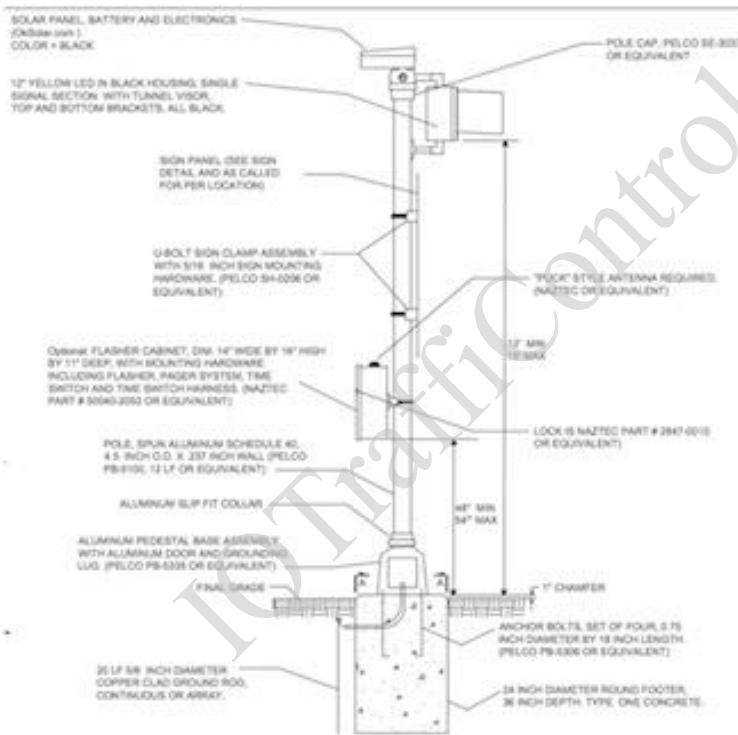 SOLAR PANEL, BATTERY AND ELECTRONICS
(OkSolar.com )
COLOR = BLACK
POLE CAP, PELCO SE-
OR EQUIVALENT
12" YELLOW LED IN BLACK HOUSING, SINGLE
SIGNAL SECTION. WITH TUNNEL VISOR,
TOP AND BOTTOM BRACKETS, ALL BLACK.
SIGN PANEL (SEE SIGN
DETAIL AND AS CALLED
FOR PER LOCATION)
U-BOLT SIGN CLAMP ASSEMBLY
WITH 5/16 INCH SIGN MOUNTING
HARDWARE. (PELCO SH-0206 OR
EQUIVALENT)
"PUCK" STYLE ANTENNA REQUIRED.
(NAZTEC OR EQUIVALENT)
12' MIN
MAX
Optional: FLASHER CABINET, DIM. 14" WIDE BY 16" HIGH
BY 11" DEEP, WITH MOUNTING HARDWARE
INCLUDING FLASHER, PAGER SYSTEM, TIME
SWITCH AND TIME SWITCH HARNESS. (NAZTEC
PART # OR EQUIVALENT)
LOCK IS NAZTEC PART #
OR EQUIVALENT)
POLE, SPUN ALUMINUM SCHEDULE 40,
4.5 INCH O.D. X .237 INCH WALL (PELCO
PB-5100, 12 LF OR EQUIVALENT)
48" MIN
54" MAX
ALUMINUM SLIP FIT COLLAR
ALUMINUM PEDESTAL BASE ASSEMBLY
WITH ALUMINUM DOOR AND GROUNDING
LUG. (PELCO PB-5335 OR EQUIVALENT)
A A
FINAL GRADE
1" CHAMFER
ANCHOR BOLTS, SET OF FOUR, 0.75
INCH DIAMETER BY 18 INCH LENGTH.
(PELCO PB-5306 OR EQUIVALENT)
20 LF 5/8 INCH DIAMETER
COPPER CLAD GROUND ROD,
CONTINUOUS OR ARRAY.
24 INCH DIAMETER ROUND FOOTER,
36 INCH DEPTH. TYPE ONE CONCRETE.
IQTrafficControl